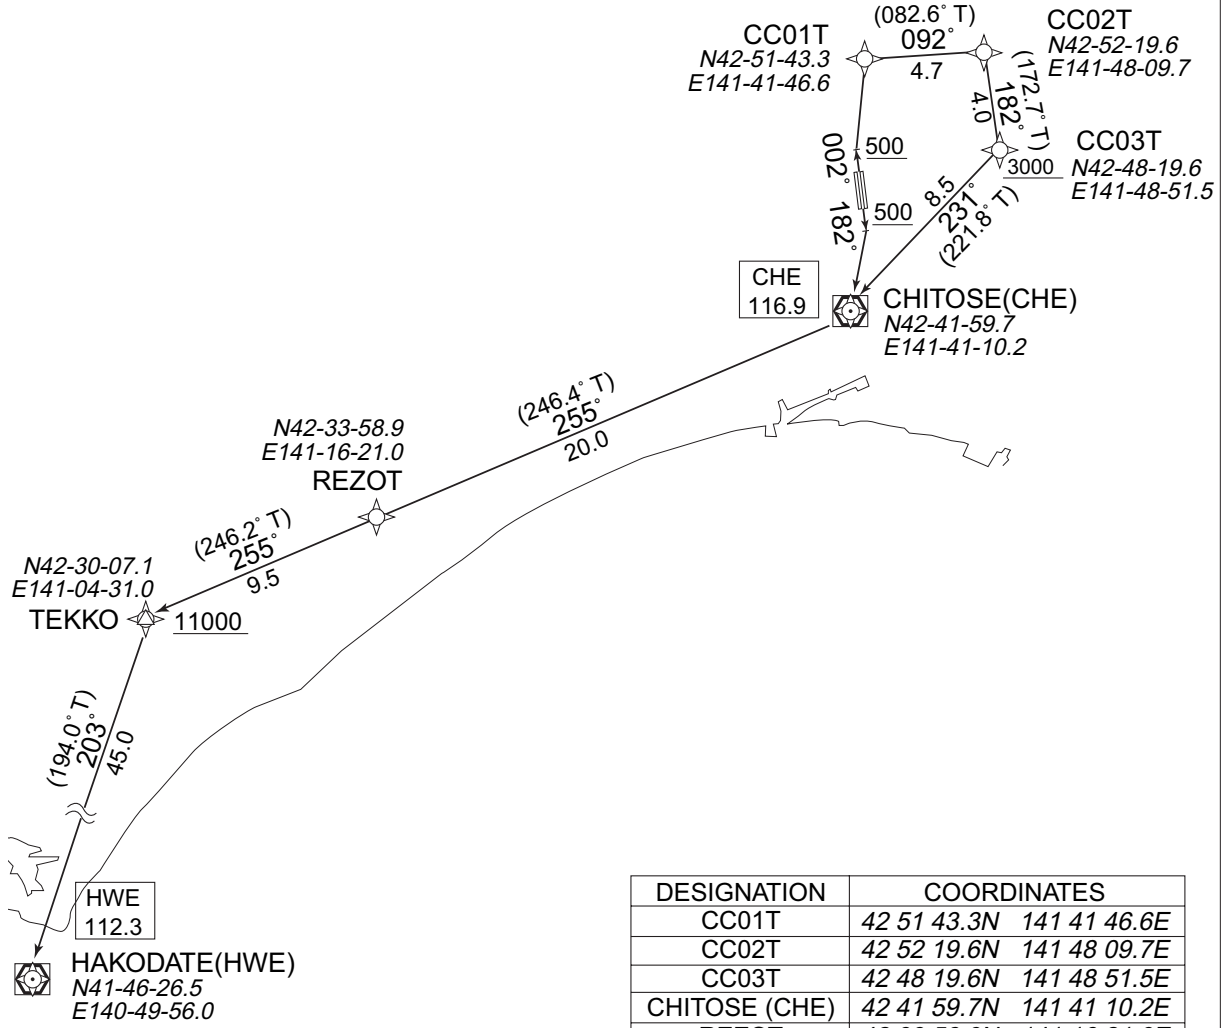 (082.6° T)
092°
4.7
CC01T
N42-51-43.3
E141-41-46.6
CC02T
N42-52-19.6
E141-48-09.7
(172.7° T)
182°
4.0
CC03T
N42-48-19.6
E141-48-51.5
3000
500
002°
182°
500
8.5
231°
(221.8° T)
CHE
116.9
CHITOSE(CHE)
N42-41-59.7
E141-41-10.2
(246.4° T)
255°
20.0
N42-33-58.9
E141-16-21.0
REZOT
(246.2° T)
255°
9.5
N42-30-07.1
E141-04-31.0
TEKKO
11000
(194.0° T)
203°
45.0
HWE
112.3
HAKODATE(HWE)
N41-46-26.5
E140-49-56.0
DESIGNATION COORDINATES
CC01T 42 51 43.3N 141 41 46.6E
CC02T 42 52 19.6N 141 48 09.7E
CC03T 42 48 19.6N 141 48 51.5E
CHITOSE (CHE) 42 41 59.7N 141 41 10.2E